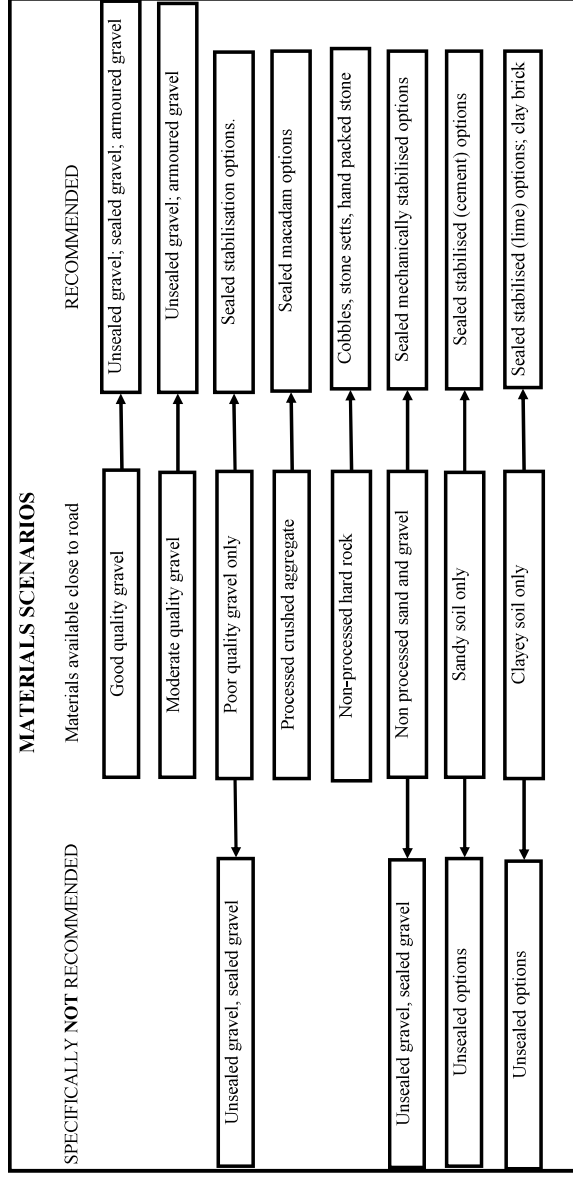 MATERIALS SCENARIOS
SPECIFICALLY NOT RECOMMENDED
Materials available close to road
RECOMMENDED
Good quality gravel
Unsealed gravel; sealed gravel; armoured gravel
Moderate quality gravel
Unsealed gravel; armoured gravel
Unsealed gravel, sealed gravel
Poor quality gravel only
Sealed stabilisation options.
Processed crushed aggregate
Sealed macadam options
Non-processed hard rock
Cobbles, stone setts, hand packed stone
Unsealed gravel, sealed gravel
Non processed sand and gravel
Sealed mechanically stabilised options
Unsealed options
Sandy soil only
Sealed stabilised (cement) options
Unsealed options
Clayey soil only
Sealed stabilised (lime) options; clay brick